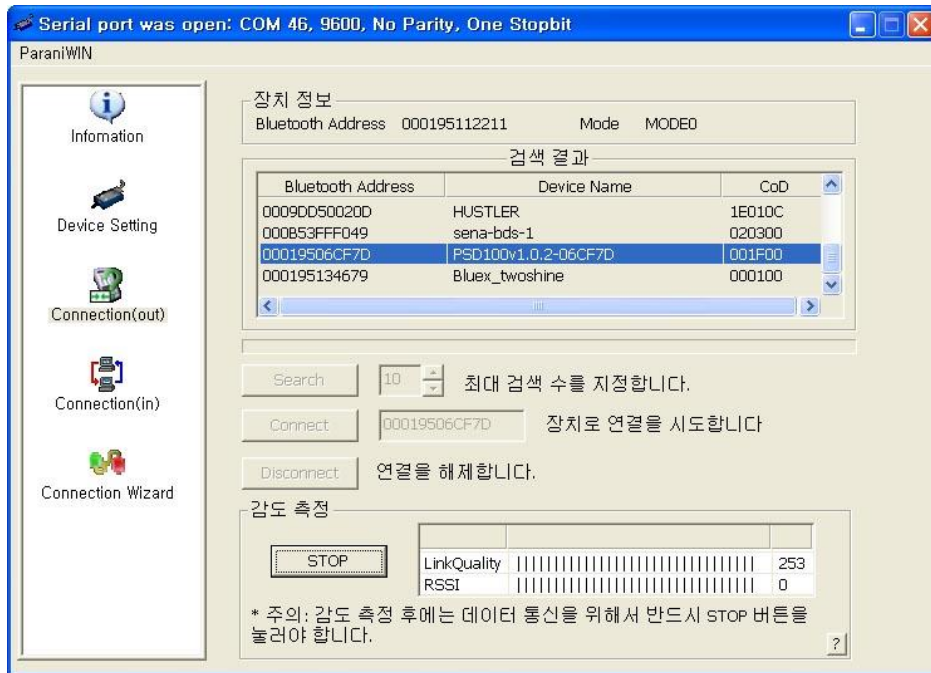 Serial port was open: COM 46, 9600, No Parity, One Stopbit
ParaniWIN
Infomation
Device Setting
Connection(out)
Connection(in)
Connection Wizard
장치 정보
Bluetooth Address 000195112211 Mode MODE0
검색 결과
Bluetooth Address Device Name CoD
0009DD50020D HUSTLER 1E010C
000B53FFF049 sena-bds-1 020300
00019506CF7D PSD100v1.0.2-06CF7D 001F00
000195134679 Bluex_twoshine 000100
Search 10 최대 검색 수를 지정합니다.
Connect 00019506CF7D 장치로 연결을 시도합니다
Disconnect 연결을 해제합니다.
감도 측정
STOP
LinkQuality ||||||||||||||||||||||||||||||| 253
RSSI ||||||||||||||||||||||||||||||| 0
* 주의: 감도 측정 후에는 데이터 통신을 위해서 반드시 STOP 버튼을
눌러야 합니다.
?